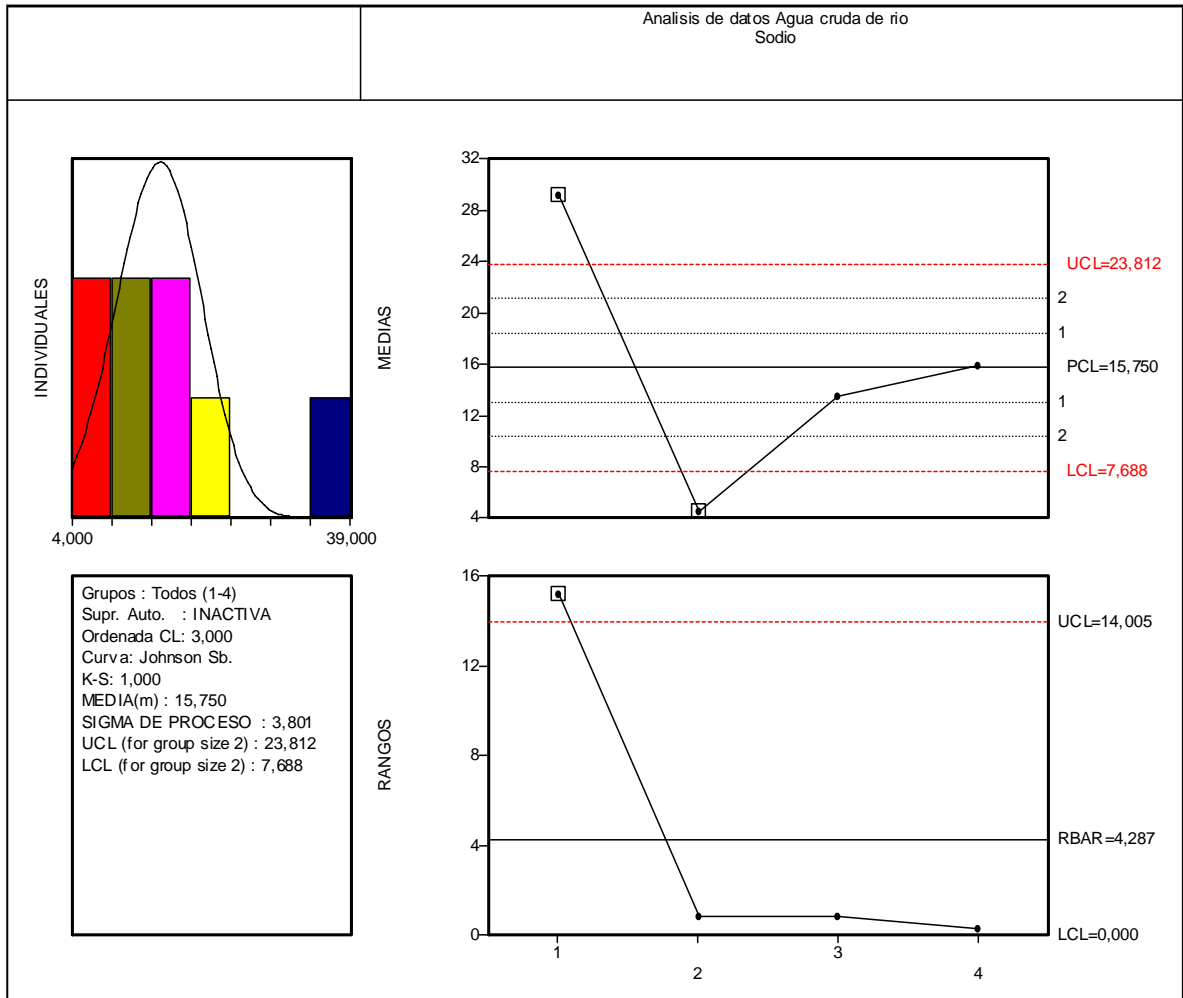 Analisis de datos Agua cruda de rio
Sodio
INDIVIDUALES
4,000
39,000
MEDIAS
32
28
24
20
16
12
8
4
UCL=23,812
2
1
PCL=15,750
1
2
LCL=7,688
Grupos : Todos (1-4)
Supr. Auto. : INACTIVA
Ordenada CL: 3,000
Curva: Johnson Sb.
K-S: 1,000
MEDIA(m) : 15,750
SIGMA DE PROCESO : 3,801
UCL (for group size 2) : 23,812
LCL (for group size 2) : 7,688
RANGOS
16
12
8
4
0
UCL=14,005
RBAR=4,287
LCL=0,000
1
2
3
4